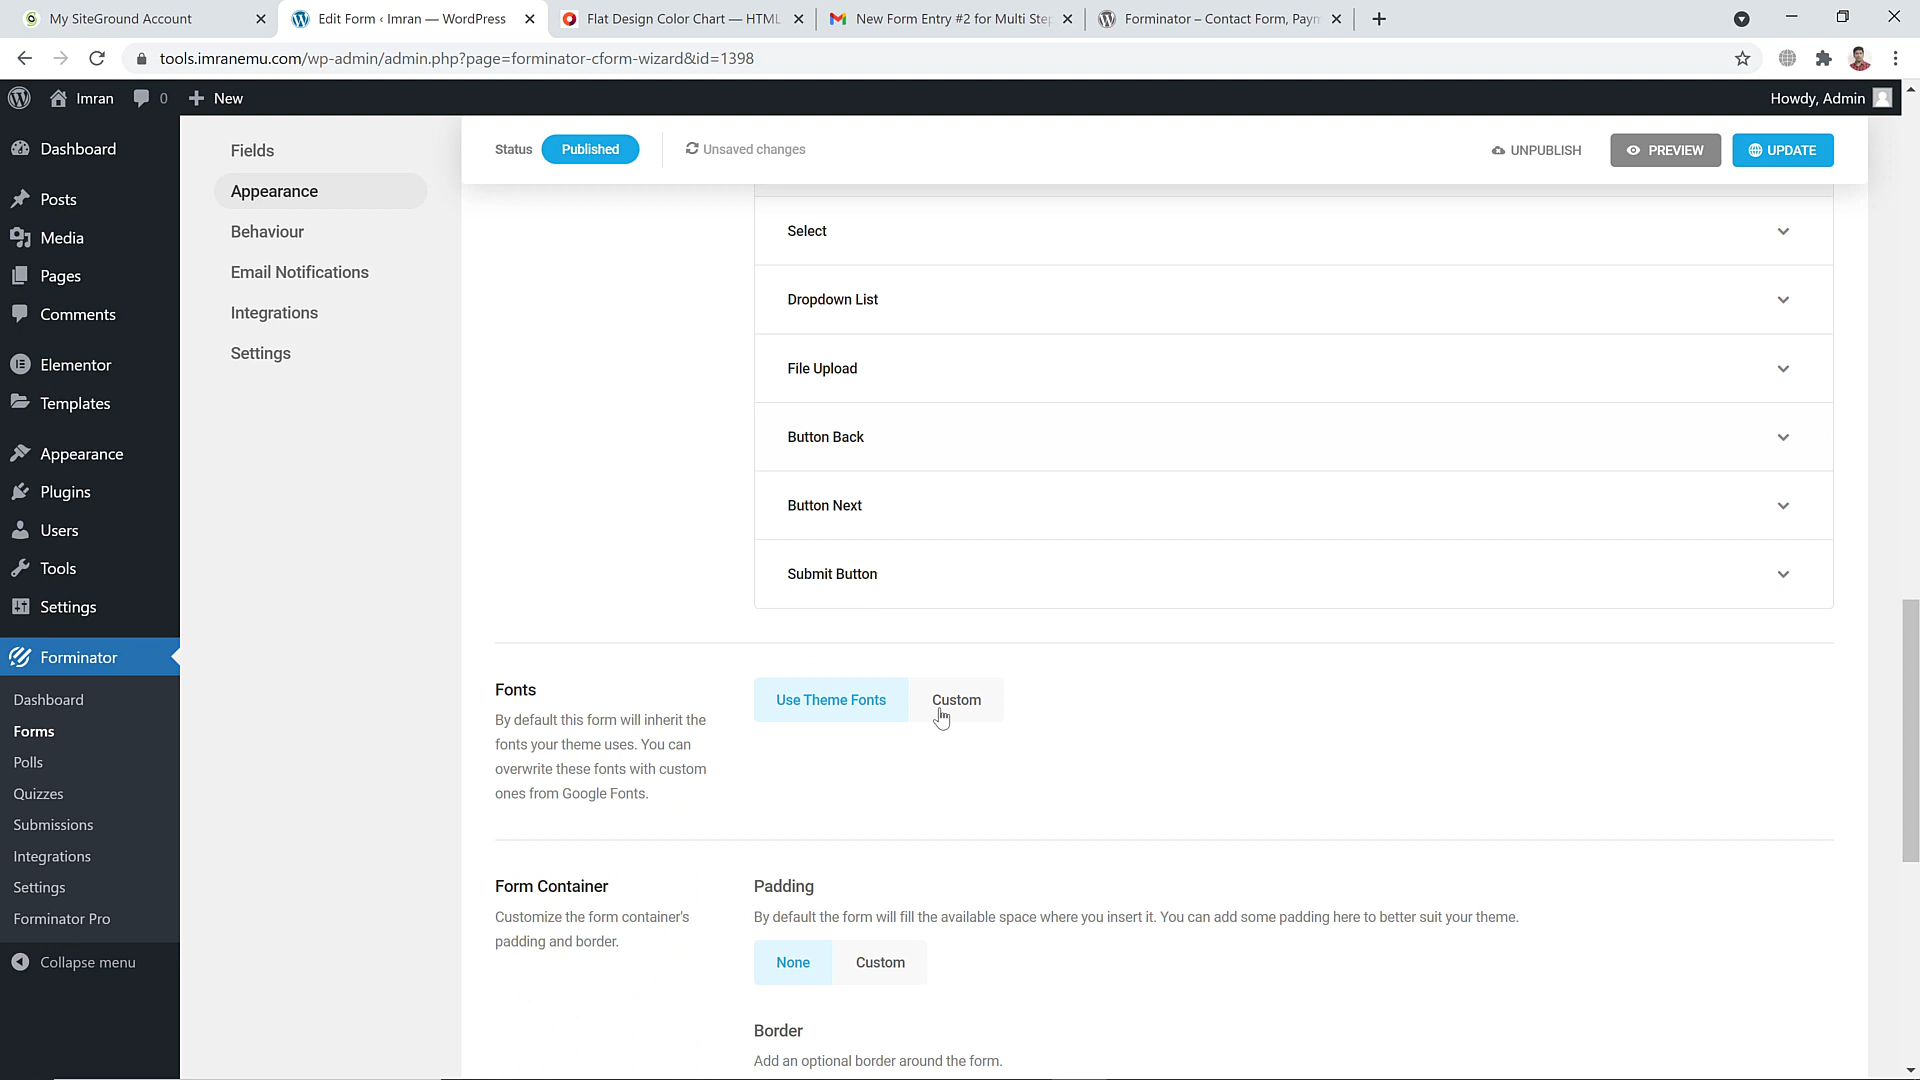 My SiteGround Account
Edit Form ‹ Imran — WordPress
Flat Design Color Chart — HTML
New Form Entry #2 for Multi Ste
Forminator – Contact Form, Paym
tools.imranemu.com/wp-admin/admin.php?page=forminator-cform-wizard&id=1398
Imran
0
New
Howdy, Admin
Dashboard
Posts
Media
Pages
Comments
Elementor
Templates
Appearance
Plugins
Users
Tools
Settings
Forminator
Dashboard
Forms
Polls
Quizzes
Submissions
Integrations
Settings
Forminator Pro
Collapse menu
Fields
Appearance
Behaviour
Email Notifications
Integrations
Settings
Status
Published
Unsaved changes
UNPUBLISH
PREVIEW
UPDATE
Select
Dropdown List
File Upload
Button Back
Button Next
Submit Button
Fonts
By default this form will inherit the
fonts your theme uses. You can
overwrite these fonts with custom
ones from Google Fonts.
Use Theme Fonts
Custom
Form Container
Customize the form container's
padding and border.
Padding
By default the form will fill the available space where you insert it. You can add some padding here to better suit your theme.
None
Custom
Border
Add an optional border around the form.